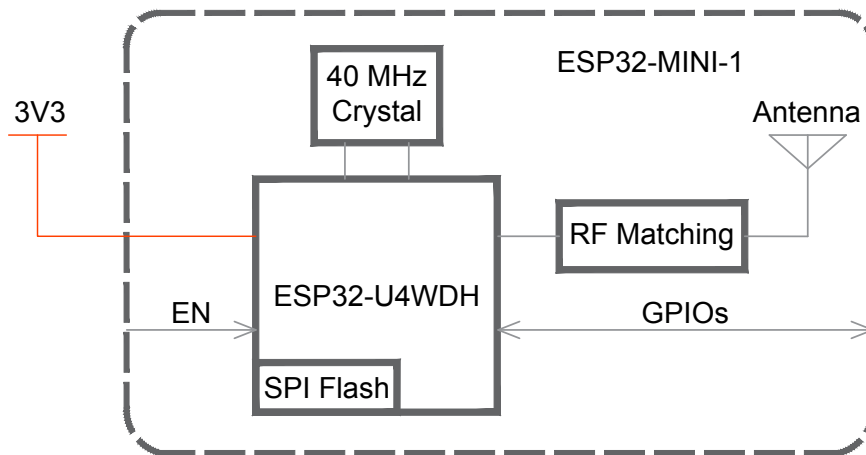 ESP32-MINI-1
40 MHz
Crystal
3V3
Antenna
RF Matching
ESP32-U4WDH
EN
GPIOs
SPI Flash